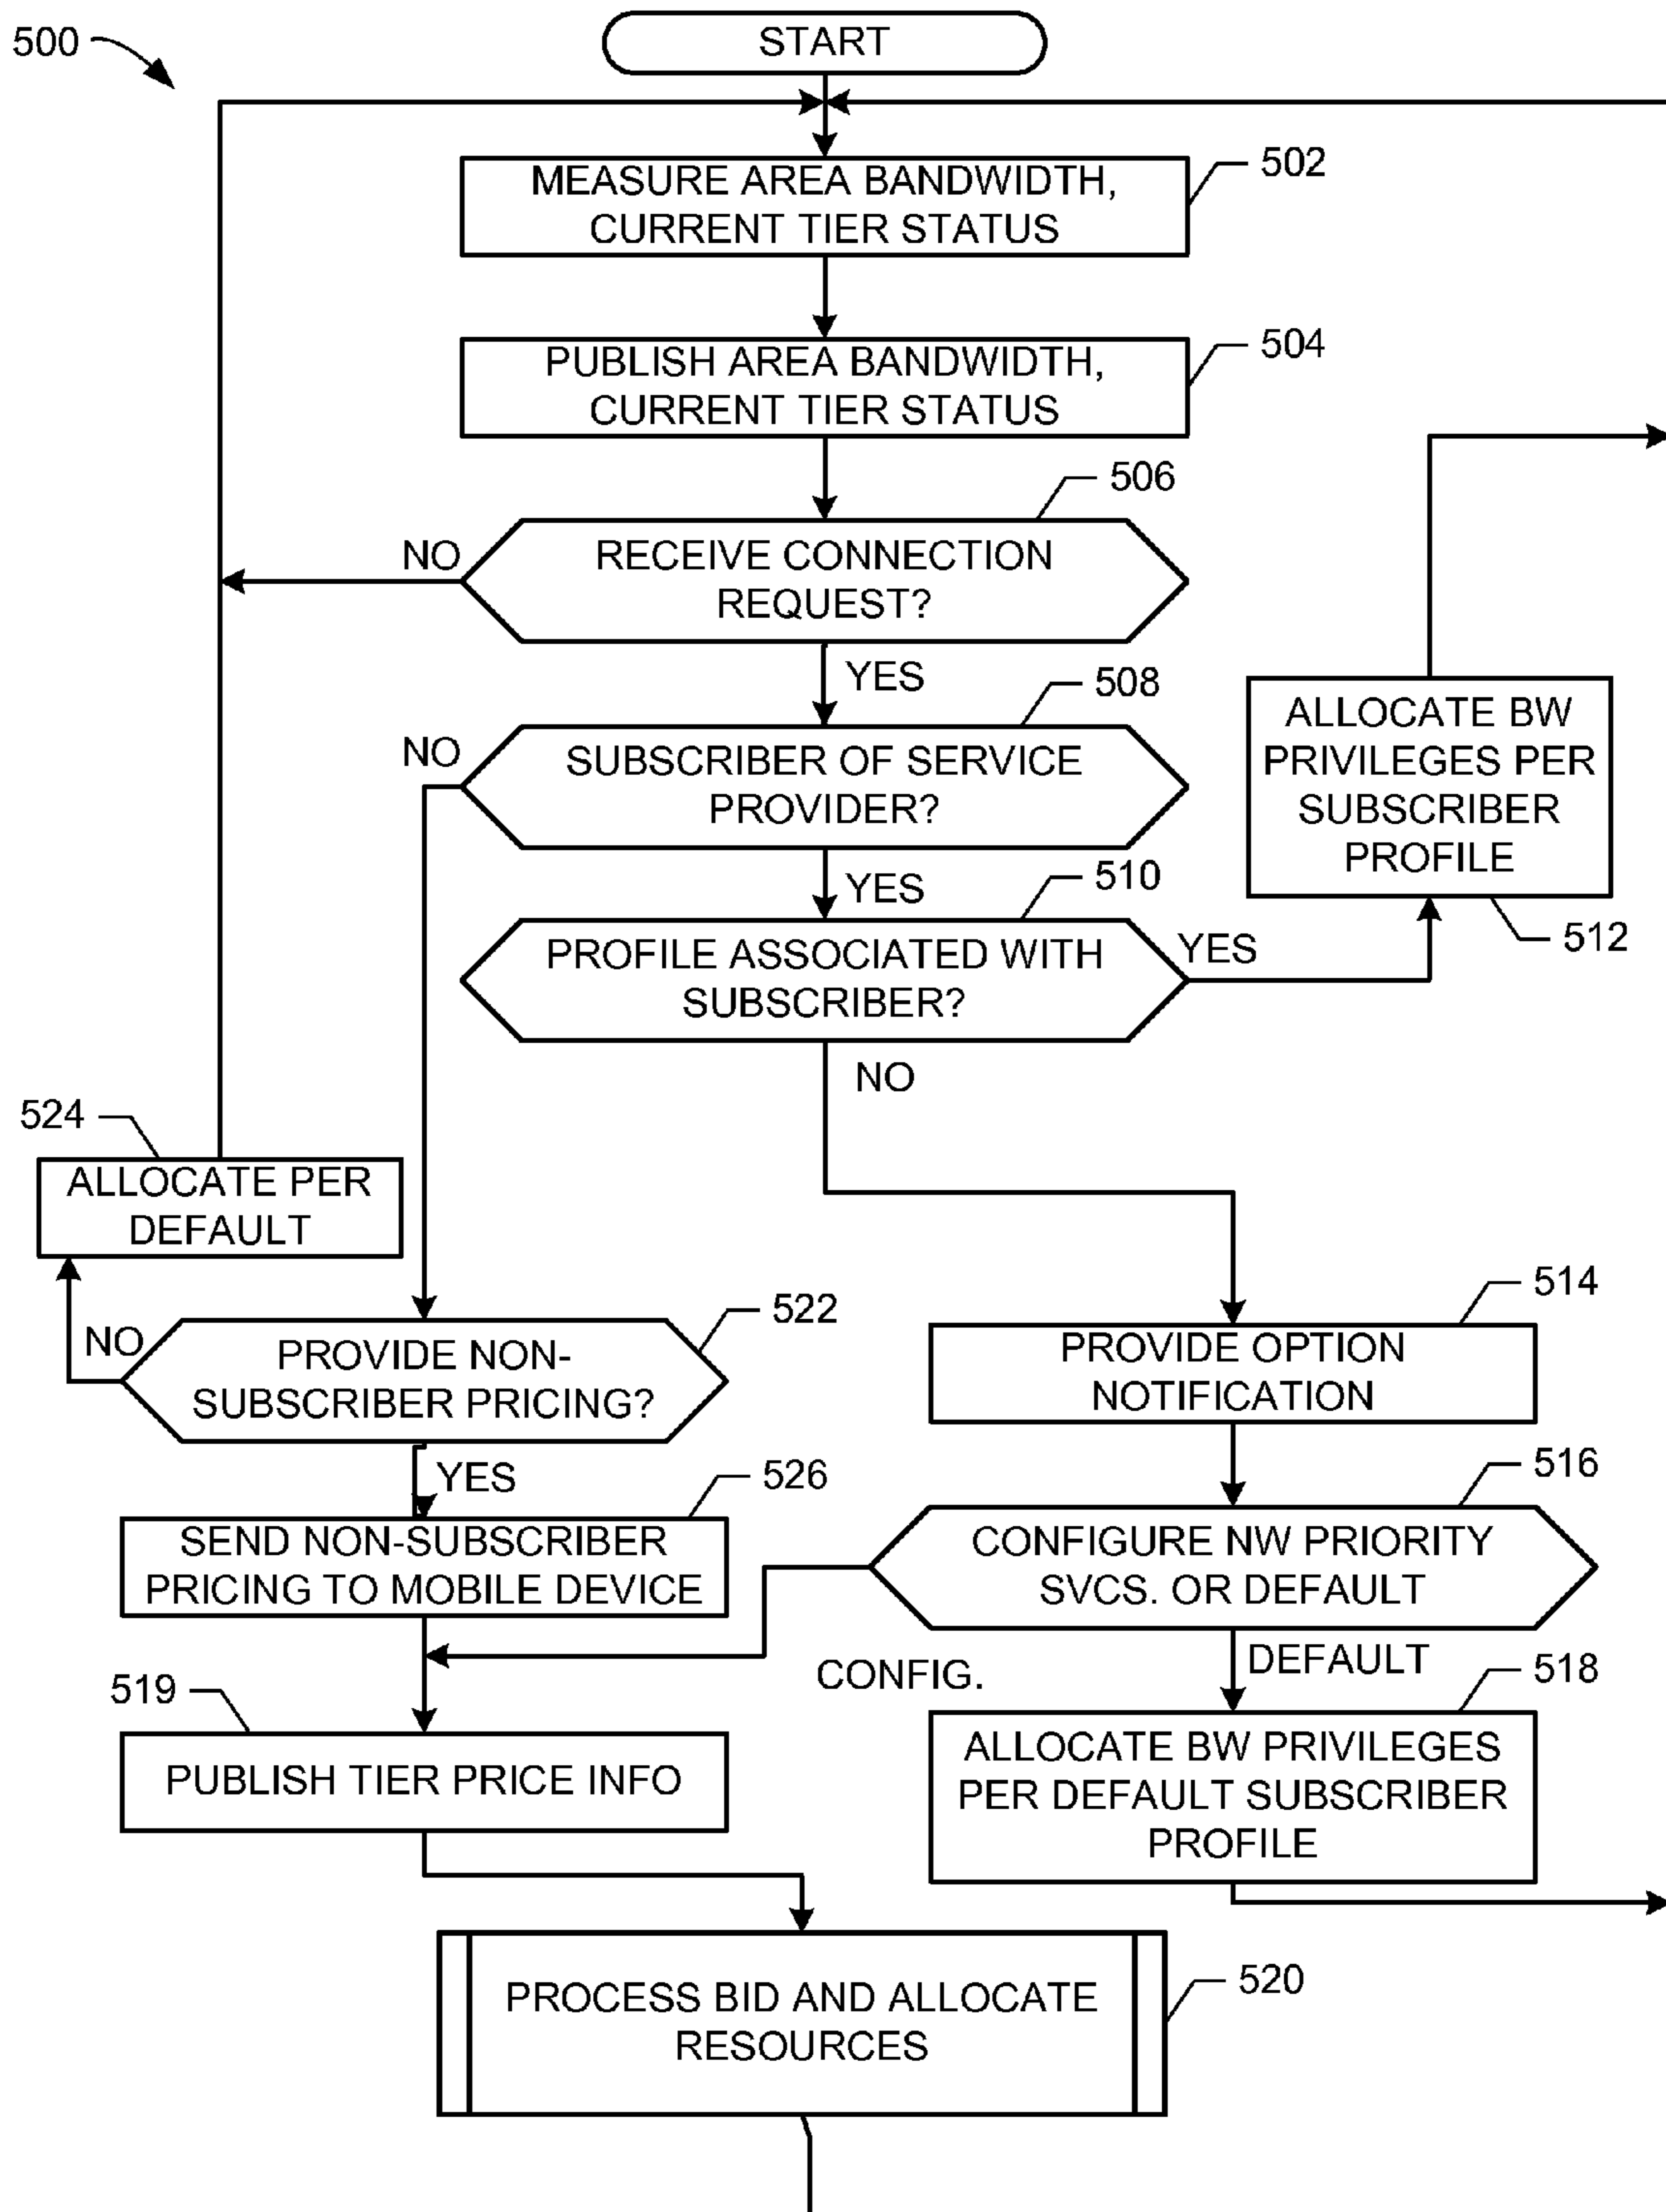 500
START
MEASURE AREA BANDWIDTH,
CURRENT TIER STATUS
502
PUBLISH AREA BANDWIDTH,
CURRENT TIER STATUS
504
506
NO
RECEIVE CONNECTION
REQUEST?
YES
508
NO
SUBSCRIBER OF SERVICE
PROVIDER?
ALLOCATE BW
PRIVILEGES PER
SUBSCRIBER
PROFILE
512
YES
510
PROFILE ASSOCIATED WITH
SUBSCRIBER?
YES
NO
524
ALLOCATE PER
DEFAULT
522
NO
PROVIDE NON-
SUBSCRIBER PRICING?
514
PROVIDE OPTION
NOTIFICATION
YES
526
SEND NON-SUBSCRIBER
PRICING TO MOBILE DEVICE
516
CONFIGURE NW PRIORITY
SVCS. OR DEFAULT
CONFIG.
DEFAULT
518
519
PUBLISH TIER PRICE INFO
ALLOCATE BW PRIVILEGES
PER DEFAULT SUBSCRIBER
PROFILE
PROCESS BID AND ALLOCATE
RESOURCES
520